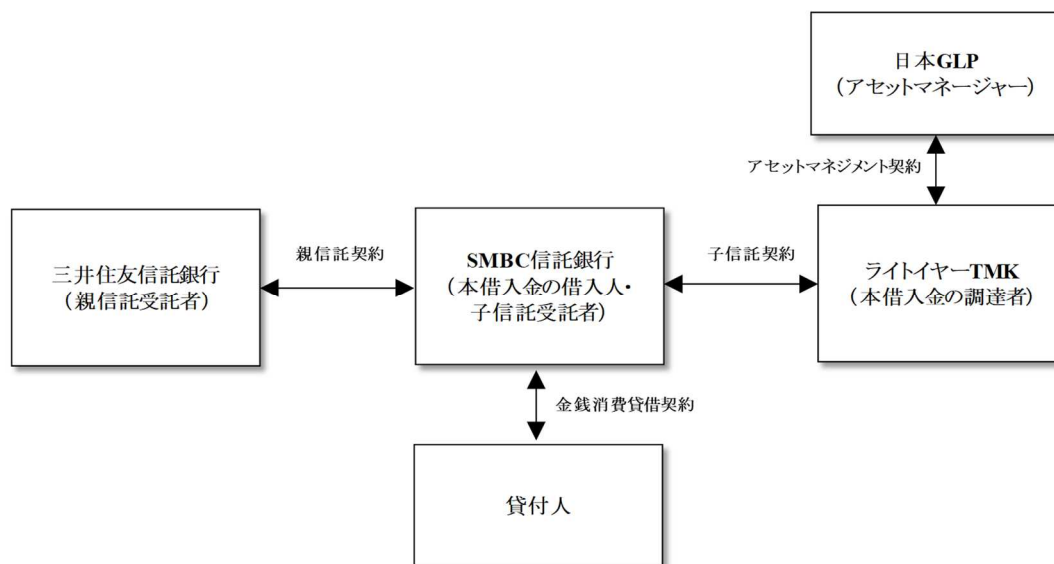 日本GLP
（アセットマネージャー）
アセットマネジメント契約
三井住友信託銀行
（親信託受託者）
親信託契約
SMBC信託銀行
（本借入金の借入人・
子信託受託者）
子信託契約
ライトイヤーTMK
（本借入金の調達者）
金銭消費貸借契約
貸付人